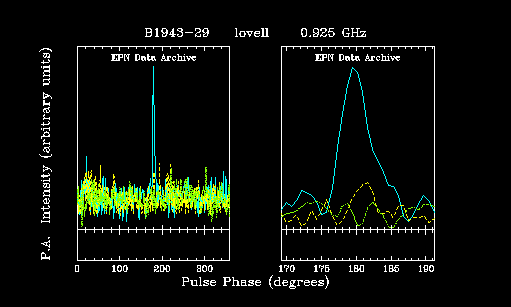 B1943-29 lovell 0.925 GHz
EPN Data Archive EPN Data Archive
P.A. Intensity (arbitrary units)
0 100 200 300 170 175 180 185 190
Pulse Phase (degrees)